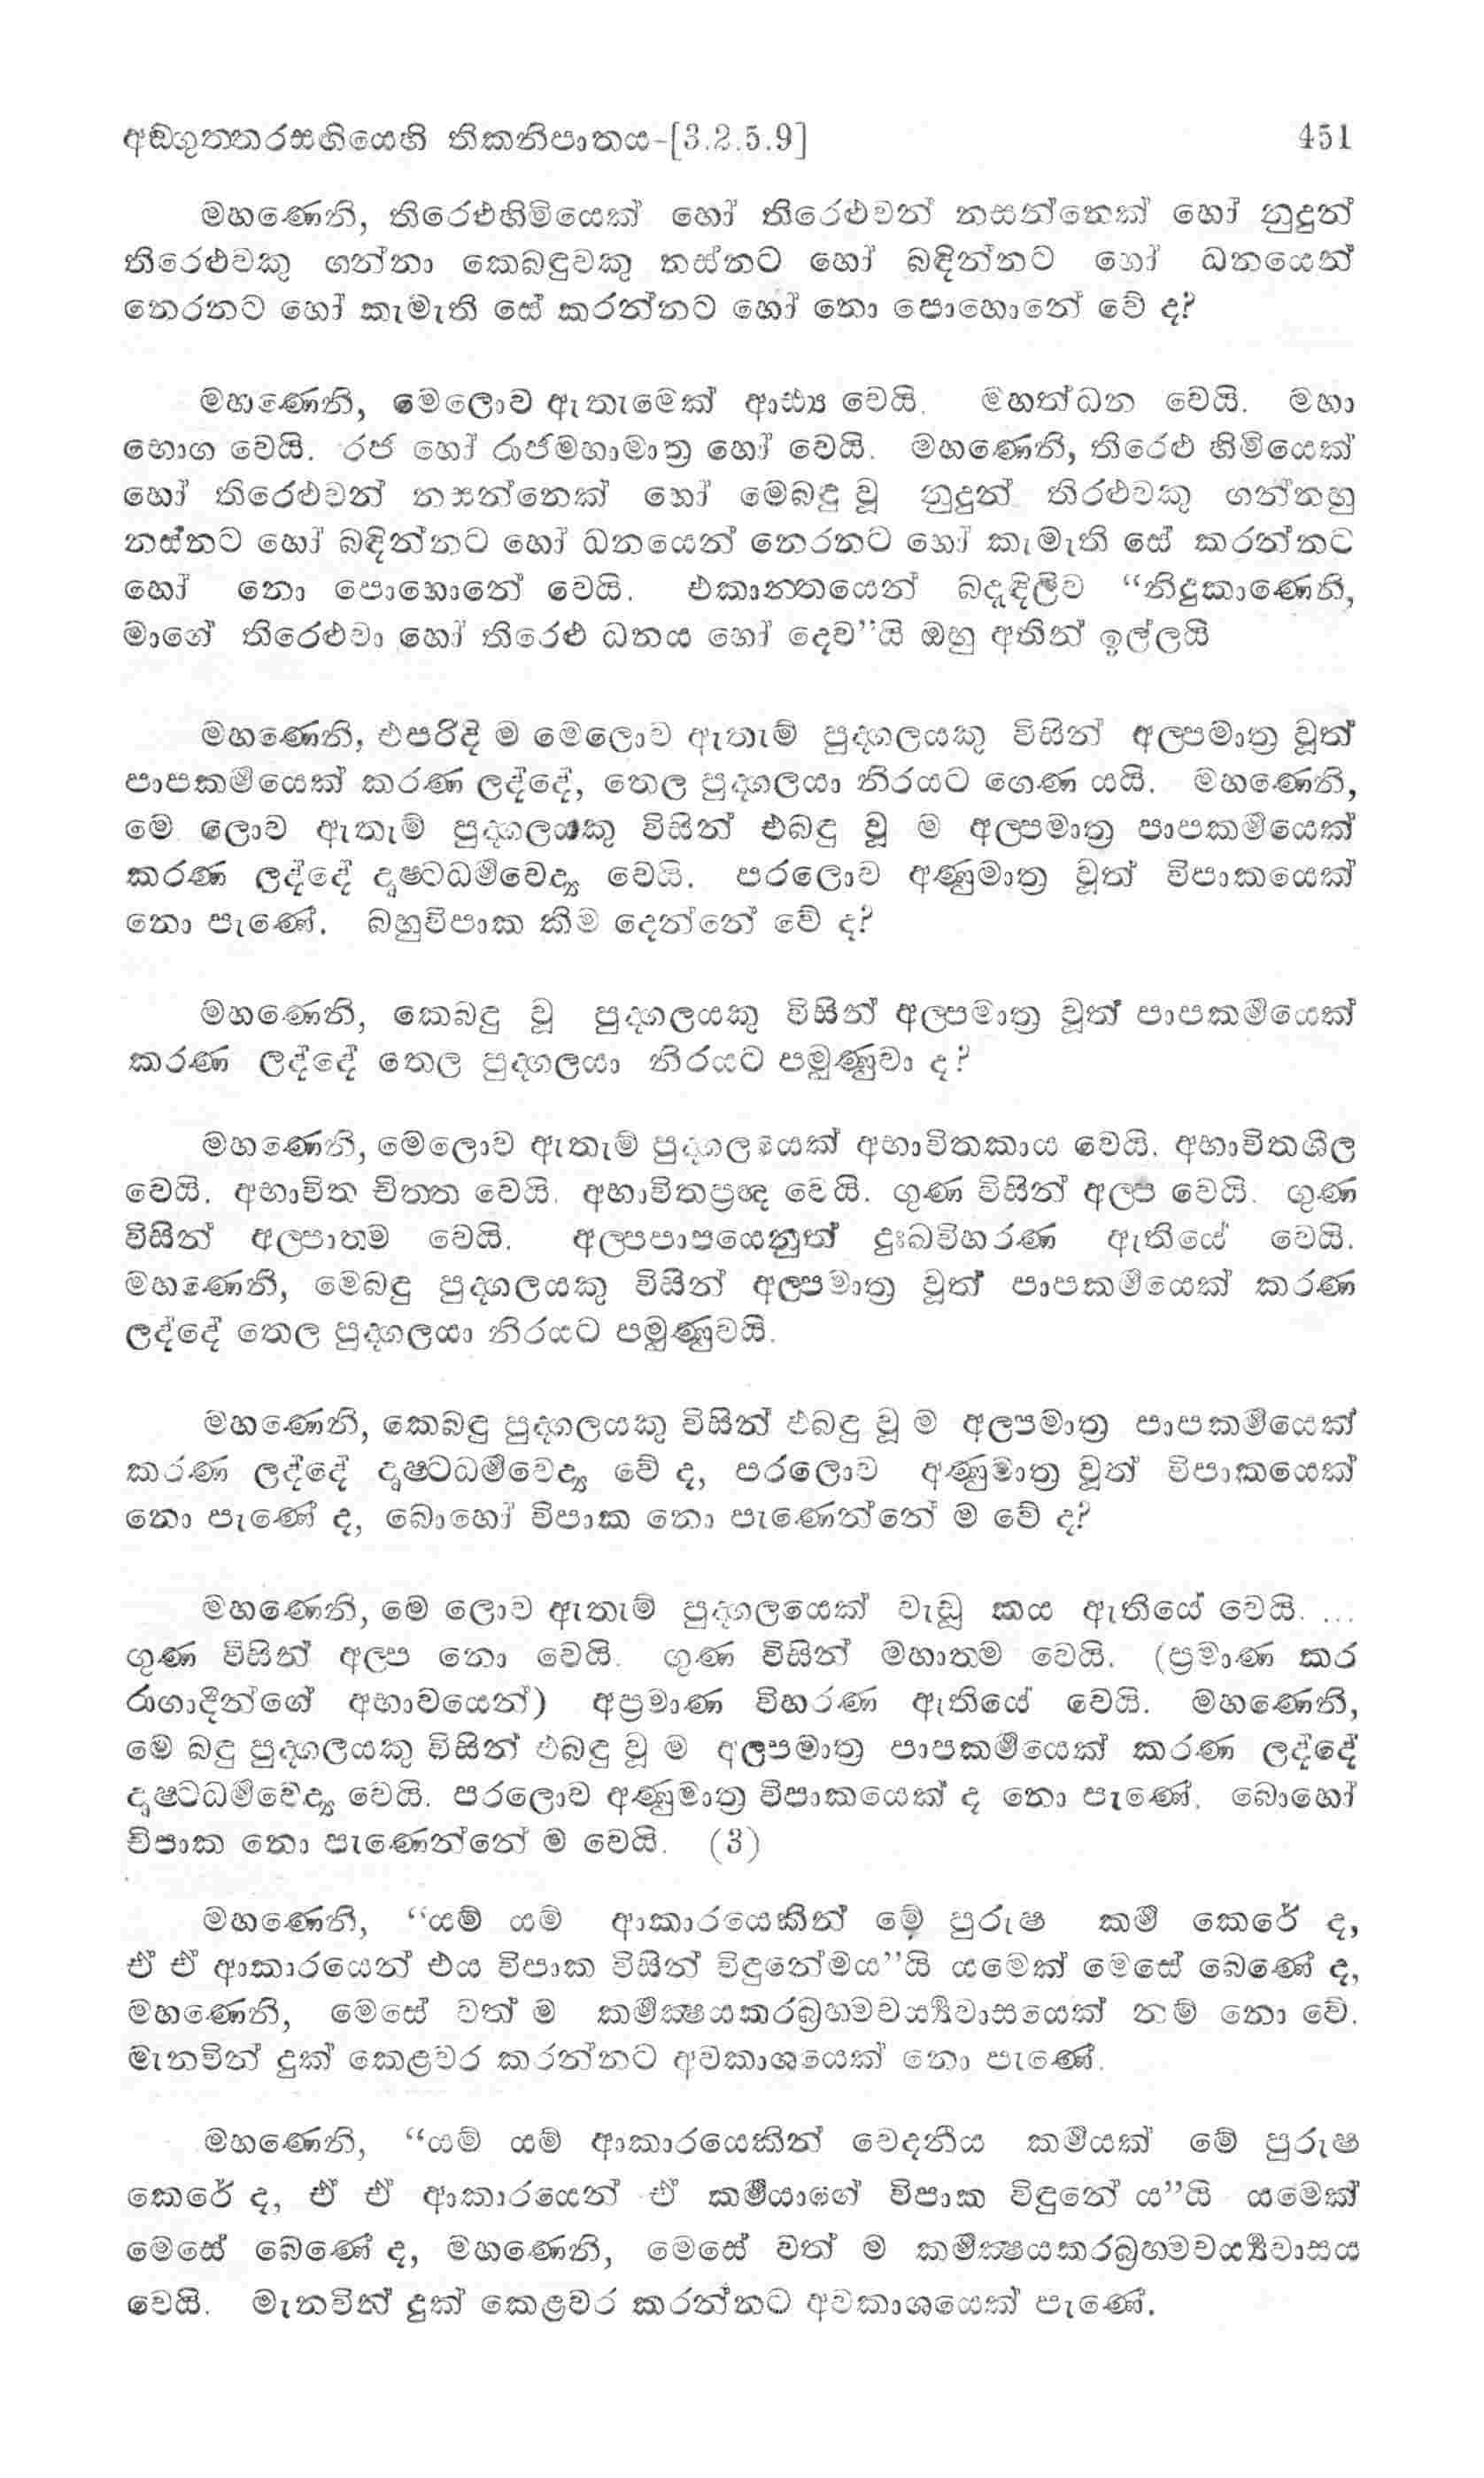 අඞ්ගුත්තරසඟියෙහි තිකනිපාතය-[3.2.5.9] 451
මහණෙනි, තිරෙළුහිමියෙක් හෝ තිරෙළුවන් නසන්නෙක් හෝ නුදුන්
තිරෙළුවකු ගන්නා කෙබඳුවකු නස්නට හෝ බඳින්නට හෝ ධනයෙන්
නෙරනට හෝ කැමැති සේ කරන්නට හෝ නො පොහොනේ වේ ද?
මහණෙනි, මෙලොව ඇතැමෙක් ආඪ්‍ය වෙයි. මහත්ධන වෙයි. මහා
භොග වෙයි. රජ හෝ රාජමහාමාත්‍ර හෝ වෙයි. මහණෙනි, තිරෙළු හිමියෙක්
හෝ තිරෙළුවන් නසන්නෙක් හෝ මෙබඳු වූ නුදුන් තිරළුවකු ගන්නහු
නස්නට හෝ බඳින්නට හෝ ධනයෙන් නෙරනට හෝ කැමැති සේ කරන්නට
හෝ නො පොහොනේ වෙයි. එකාන්තයෙන් බදැඳිලිව “නිදුකාණෙනි,
මාගේ තිරෙළුවා හෝ තිරෙළු ධනය හෝ දෙව”යි ඔහු අතින් ඉල්ලයි
මහණෙනි, එපරිදි ම මෙලොව ඇතැම් පුද්ගලයකු විසින් අල්පමාත්‍ර වූත්
පාපකර්මයෙක් කරණ ලද්දේ, තෙල පුද්ගලයා නිරයට ගෙණ යයි. මහණෙනි,
මෙ ලොව ඇතැම් පුද්ගලයකු විසින් එබඳු වූ ම අල්පමාත්‍ර පාපකර්මයෙක්
කරණ ලද්දේ දෘෂ්ටධර්මවෙද්‍ය වෙයි. පරලොව අණුමාත්‍ර වූත් විපාකයෙක්
නො පැණේ. බහුවිපාක කිම දෙන්නේ වේ ද?
මහණෙනි, කෙබඳු වූ පුද්ගලයකු විසින් අල්පමාත්‍ර වූත් පාපකර්මයෙක්
කරණ ලද්දේ තෙල පුද්ගලයා නිරයට පමුණුවා ද?
මහණෙනි, මෙලොව ඇතැම් පුද්ගලයෙක් අභාවිතකාය වෙයි. අභාවිතශීල
වෙයි. අභාවිත චිත්ත වෙයි. අභාවිතප්‍රඥ වෙයි. ගුණ විසින් අල්ප වෙයි. ගුණ
විසින් අල්පාත්ම වෙයි. අල්පපාපයෙනුත් දුඃඛවිහරණ ඇතියේ වෙයි.
මහණෙනි, මෙබඳු පුද්ගලයකු විසින් අල්පමාත්‍ර වූත් පාපකර්මයෙක් කරණ
ලද්දේ තෙල පුද්ගලයා නිරයට පමුණුවයි.
මහණෙනි, කෙබඳු පුද්ගලයකු විසින් එබඳු වූ ම අල්පමාත්‍ර පාපකර්මයෙක්
කරණ ලද්දේ දෘෂ්ටධර්මවෙද්‍ය වේ ද, පරලොව අණුමාත්‍ර වූත් විපාකයෙක්
නො පැණේ ද, බොහෝ විපාක නො පැණෙන්නේ ම වේ ද?
මහණෙනි, මෙ ලොව ඇතැම් පුද්ගලයෙක් වැඩූ කය ඇතියේ වෙයි. ...
ගුණ විසින් අල්ප නො වෙයි. ගුණ විසින් මහාත්ම වෙයි. (ප්‍රමාණ කර
රාගාදීන්ගේ අභාවයෙන්) අප්‍රමාණ විහරණ ඇතියේ වෙයි. මහණෙනි,
මෙ බඳු පුද්ගලයකු විසින් එබඳු වූ ම අල්පමාත්‍ර පාපකර්මයෙක් කරණ ලද්දේ
දෘෂ්ටධර්මවෙද්‍ය වෙයි. පරලොව අණුමාත්‍ර විපාකයෙක් ද නො පැණේ. බොහෝ
විපාක නො පැණෙන්නේ ම වෙයි. (3)
මහණෙනි, “යම් යම් ආකාරයෙකින් මේ පුරුෂ කර්ම කෙරේ ද,
ඒ ඒ ආකාරයෙන් එය විපාක විසින් විඳුනේමය”යි යමෙක් මෙසේ බෙණේ ද,
මහණෙනි, මෙසේ වත් ම කර්මක්ෂයකරබ්‍රහ්මචර්‍ය්‍යවාසයෙක් නම් නො වේ.
මැනවින් දුක් කෙළවර කරන්නට අවකාශයෙක් නො පැණේ.
මහණෙනි, “යම් යම් ආකාරයෙකින් වෙදනීය කර්මයක් මේ පුරුෂ
කෙරේ ද, ඒ ඒ ආකාරයෙන් ඒ කර්මයාගේ විපාක විඳුනේ ය”යි යමෙක්
මෙසේ බෙණේ ද, මහණෙනි, මෙසේ වත් ම කර්මක්ෂයකරබ්‍රහ්මචර්‍ය්‍යවාසය
වෙයි. මැනවින් දුක් කෙළවර කරන්නට අවකාශයෙක් පැණේ.